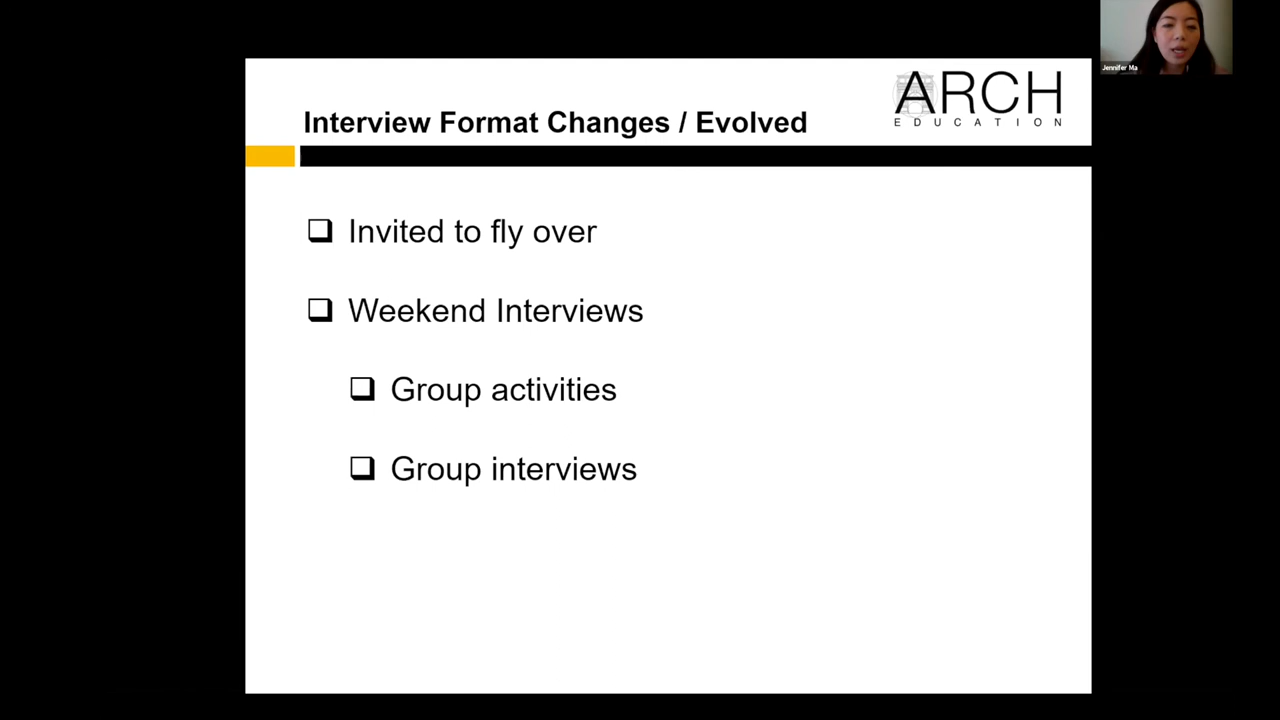 Jennifer Ma
ARCH
EDUCATION
Interview Format Changes / Evolved
Invited to fly over
Weekend Interviews
Group activities
Group interviews